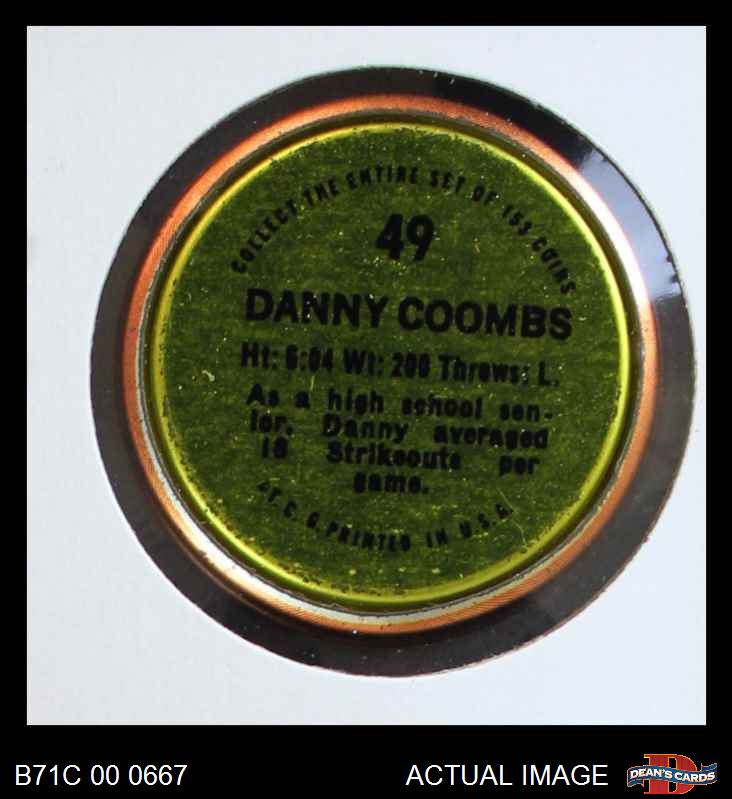 COLLECT THE ENTIRE SET OF 153 COINS
49
DANNY COOMBS
Ht: 6:04 Wt: 200 Throws: L.
As a high school sen-
ior, Danny averaged
18 Strikeouts per
game.
©T. C. G. PRINTED IN U.S.A.
B71C 00 0667
ACTUAL IMAGE
DEAN'S CARDS